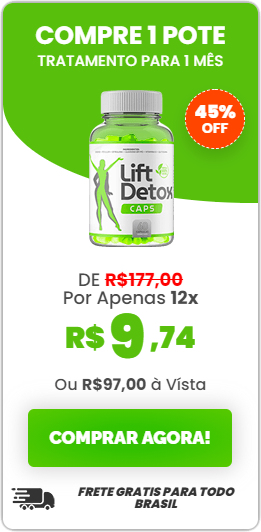 COMPRE 1 POTE
TRATAMENTO PARA 1 MÊS
45%
OFF
Lift
Detox
CAPS
DE R$177,00
Por Apenas 12x
R$ 9,74
Ou R$97,00 à Vísta
COMPRAR AGORA!
FRETE GRATIS PARA TODO
BRASIL